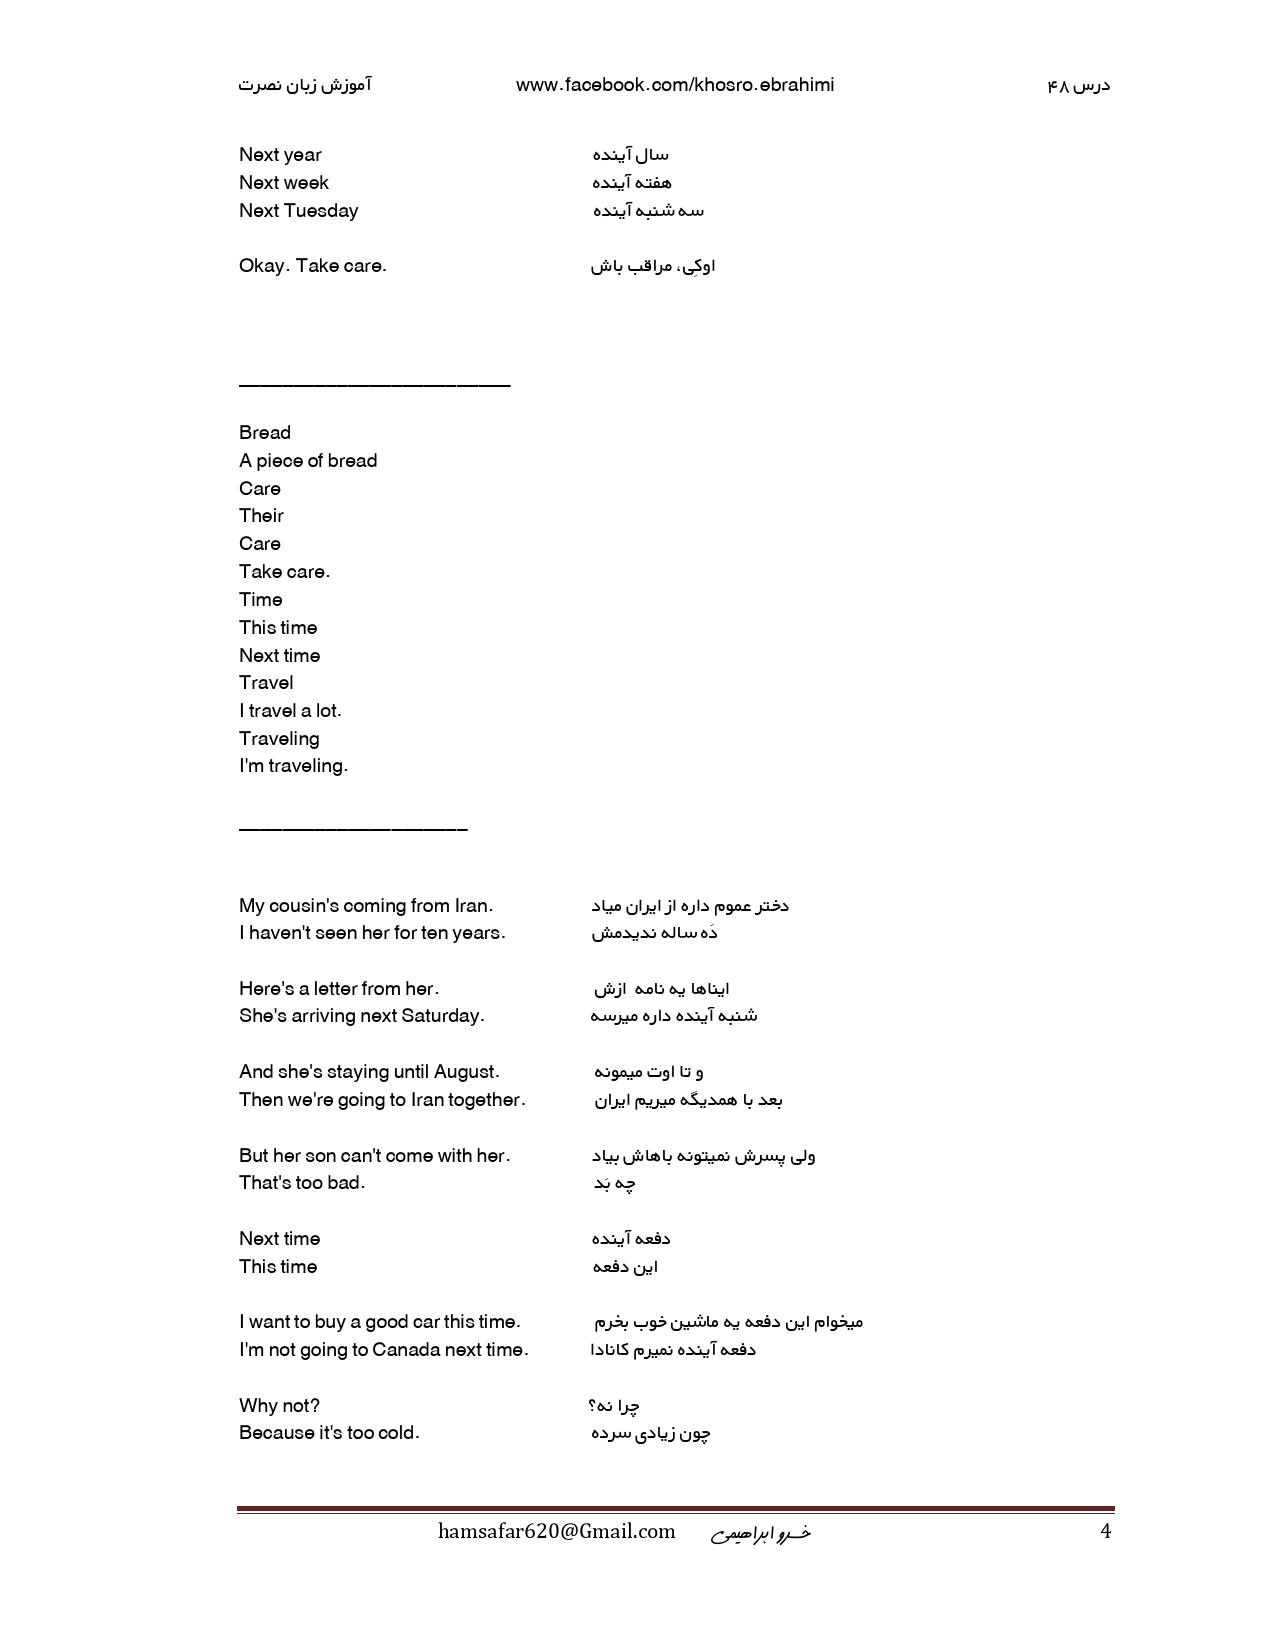 آموزش زبان نصرت www.facebook.com/khosro.ebrahimi درس ۴۸
Next year سال آینده
Next week هفته آینده
Next Tuesday سه شنبه آینده
Okay. Take care. اوکِی، مراقب باش
Bread
A piece of bread
Care
Their
Care
Take care.
Time
This time
Next time
Travel
I travel a lot.
Traveling
I'm traveling.
My cousin's coming from Iran. دختر عموم داره از ایران میاد
I haven't seen her for ten years. دَه ساله ندیدمش
Here's a letter from her. ایناها یه نامه ازش
She's arriving next Saturday. شنبه آینده داره میرسه
And she's staying until August. و تا اوت میمونه
Then we're going to Iran together. بعد با همدیگه میریم ایران
But her son can't come with her. ولی پسرش نمیتونه باهاش بیاد
That's too bad. چه بَد
Next time دفعه آینده
This time این دفعه
I want to buy a good car this time. میخوام این دفعه یه ماشین خوب بخرم
I'm not going to Canada next time. دفعه آینده نمیرم کانادا
Why not? چرا نه؟
Because it's too cold. چون زیادی سرده
hamsafar620@Gmail.com خسرو ابراهیمی 4